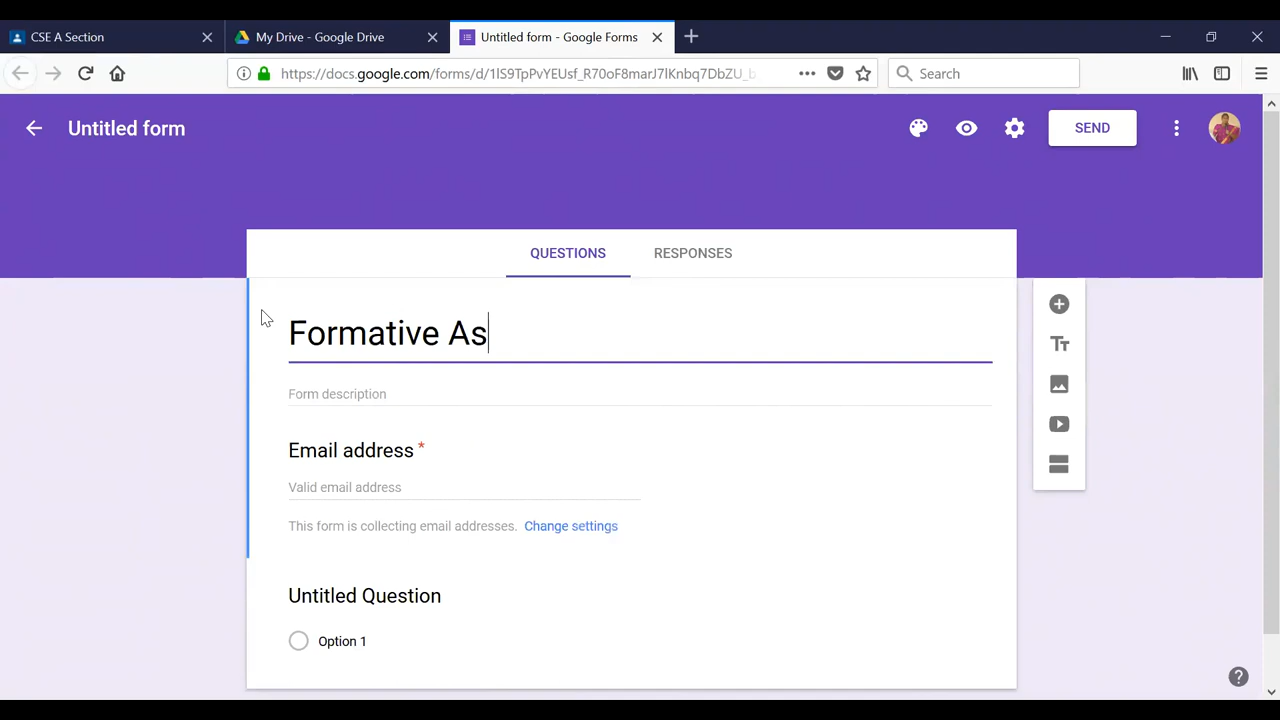 CSE A Section
My Drive - Google Drive
Untitled form - Google Forms
https://docs.google.com/forms/d/1lS9TpPvYEUsf_R70oF8marJ7lKnbq7DbZU_b
Search
Untitled form
SEND
QUESTIONS
RESPONSES
Formative As
Form description
Email address *
Valid email address
This form is collecting email addresses. Change settings
Untitled Question
Option 1